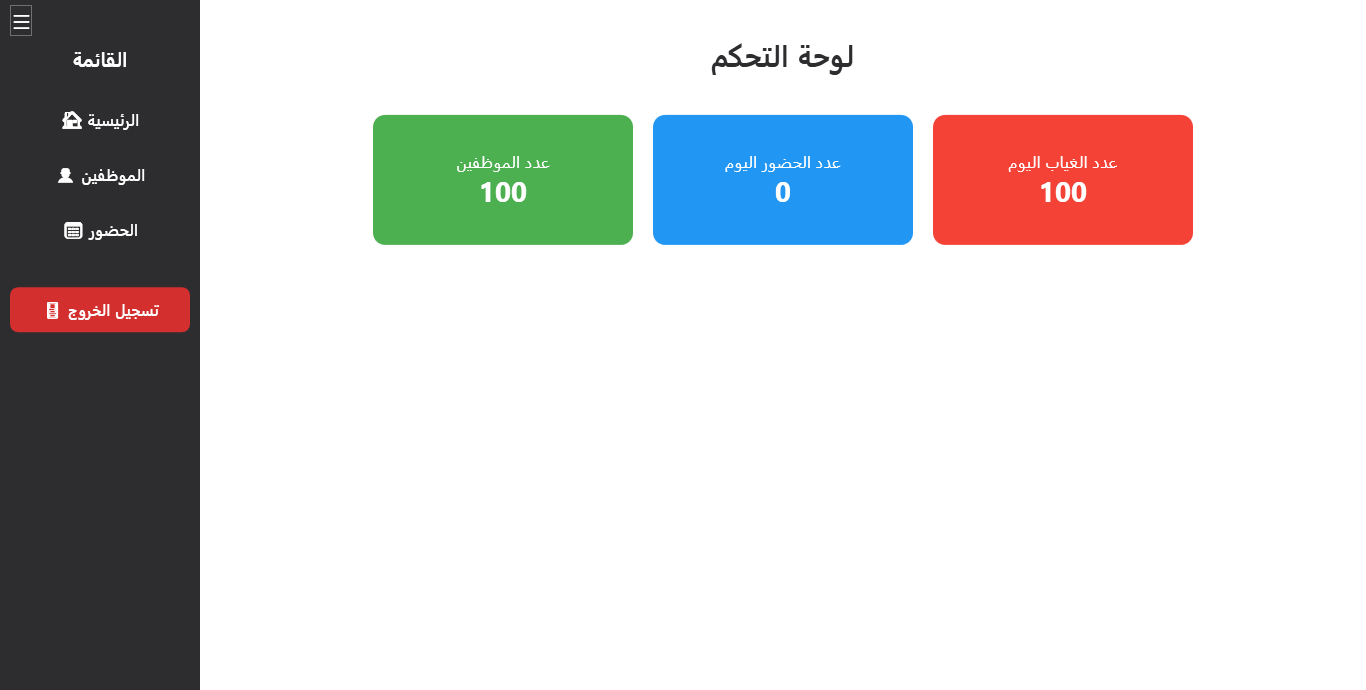 القائمة
الرئيسية
الموظفين
الحضور
تسجيل الخروج
لوحة التحكم
عدد الغياب اليوم
100
عدد الحضور اليوم
0
عدد الموظفين
100